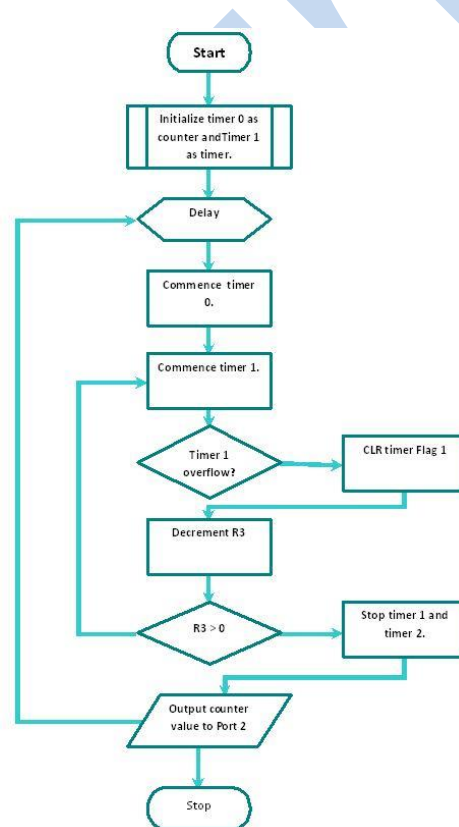 Start
Initialize timer 0 as
counter andTimer 1
as timer.
Delay
Commence timer
0.
Commence timer 1.
Timer 1
overflow?
CLR timer Flag 1
Decrement R3
R3 > 0
Stop timer 1 and
timer 2.
Output counter
value to Port 2
Stop